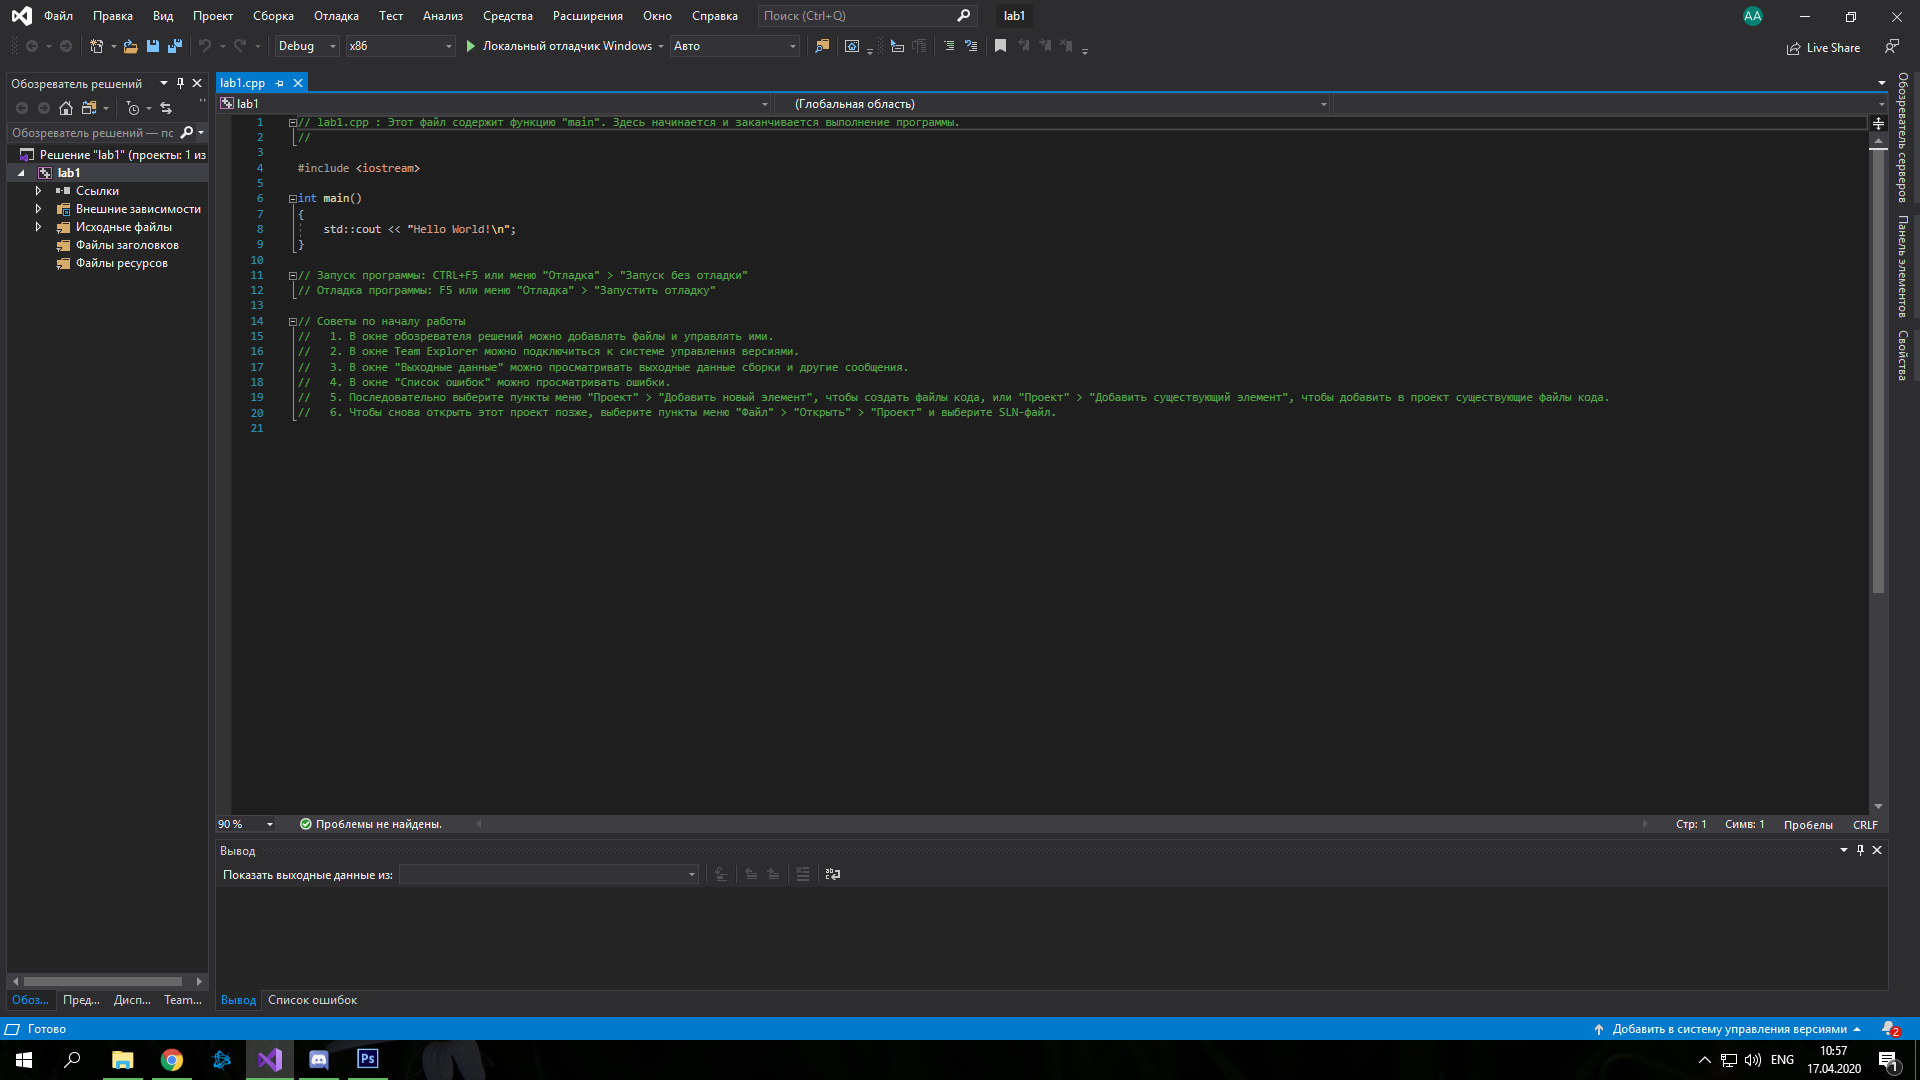 Файл Правка Вид Проект Сборка Отладка Тест Анализ Средства Расширения Окно Справка Поиск (Ctrl+Q) lab1 AA
Debug x86 Локальный отладчик Windows Авто Live Share
Обозреватель решений
Обозреватель решений — по
Решение "lab1" (проекты: 1 из
lab1
Ссылки
Внешние зависимости
Исходные файлы
Файлы заголовков
Файлы ресурсов
Обоз... Пред... Дисп... Team...
lab1.cpp
lab1 (Глобальная область)
1 // lab1.cpp : Этот файл содержит функцию "main". Здесь начинается и заканчивается выполнение программы.
2 //
3
4 #include <iostream>
5
6 int main()
7 {
8 std::cout << "Hello World!\n";
9 }
10
11 // Запуск программы: CTRL+F5 или меню "Отладка" > "Запуск без отладки"
12 // Отладка программы: F5 или меню "Отладка" > "Запустить отладку"
13
14 // Советы по началу работы
15 //   1. В окне обозревателя решений можно добавлять файлы и управлять ими.
16 //   2. В окне Team Explorer можно подключиться к системе управления версиями.
17 //   3. В окне "Выходные данные" можно просматривать выходные данные сборки и другие сообщения.
18 //   4. В окне "Список ошибок" можно просматривать ошибки.
19 //   5. Последовательно выберите пункты меню "Проект" > "Добавить новый элемент", чтобы создать файлы кода, или "Проект" > "Добавить существующий элемент", чтобы добавить в проект существующие файлы кода.
20 //   6. Чтобы снова открыть этот проект позже, выберите пункты меню "Файл" > "Открыть" > "Проект" и выберите SLN-файл.
21
90 % Проблемы не найдены. Стр: 1 Симв: 1 Пробелы CRLF
Вывод
Показать выходные данные из:
Вывод Список ошибок
Обозреватель серверов
Панель элементов
Свойства
Готово Добавить в систему управления версиями 2
Ps ENG 10:57
17.04.2020 1